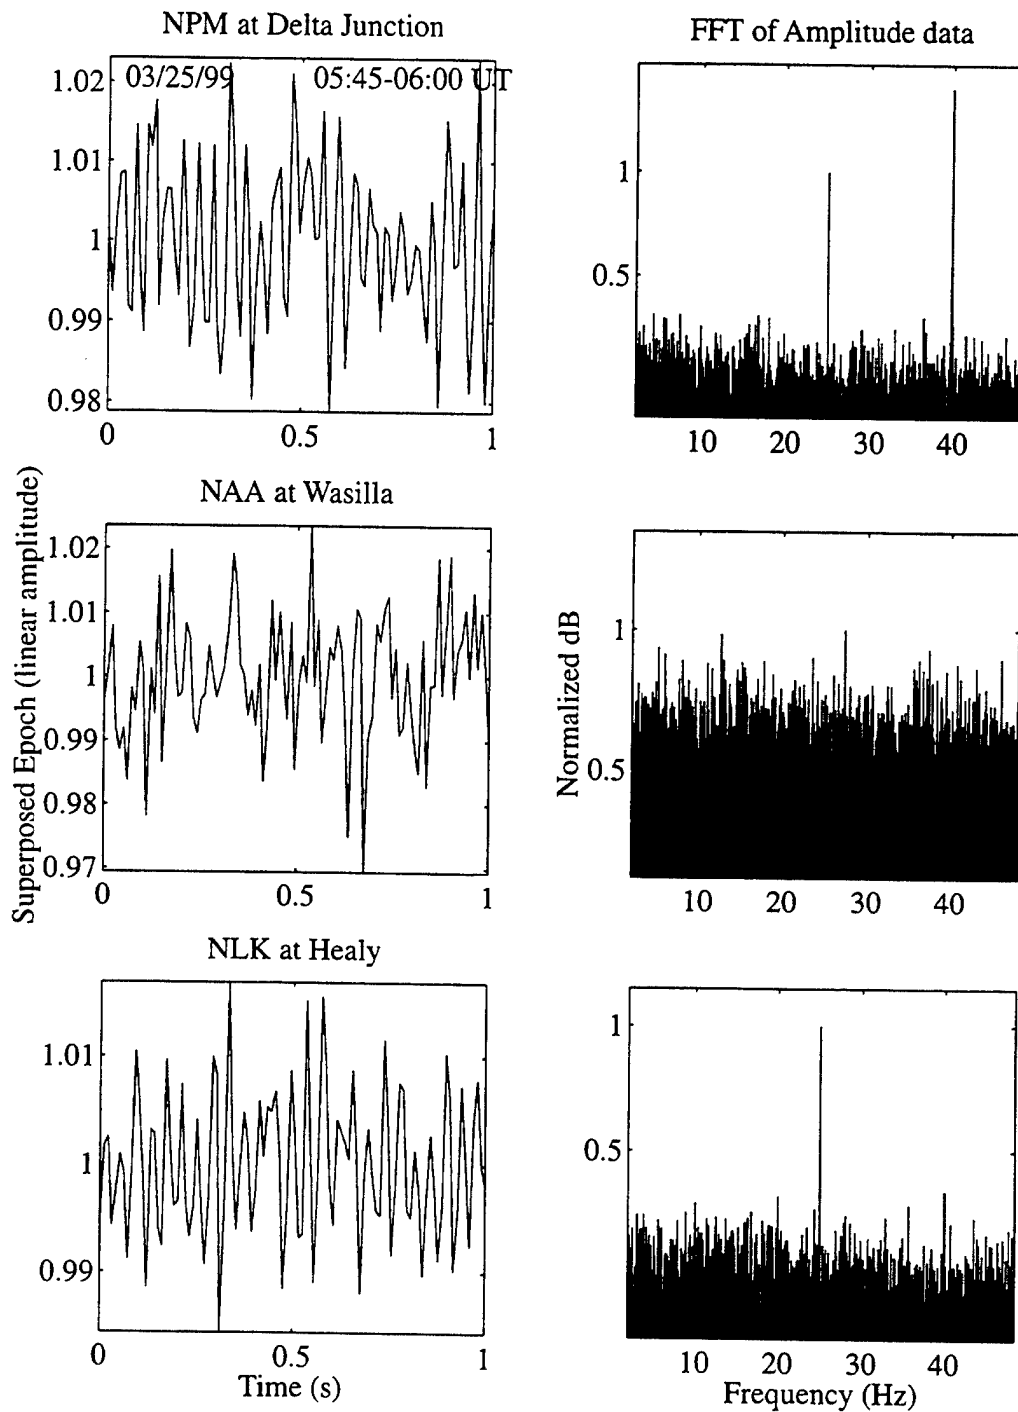 NPM at Delta Junction
FFT of Amplitude data
03/25/99 05:45-06:00 UT
1.02
1.01
1
0.99
0.98
0 0.5 1
1
0.5
10 20 30 40
NAA at Wasilla
1.02
1.01
1
0.99
0.98
0.97
0 0.5 1
Superposed Epoch (linear amplitude)
Normalized dB
1
0.5
10 20 30 40
NLK at Healy
1.01
1
0.99
0 0.5 1
Time (s)
1
0.5
10 20 30 40
Frequency (Hz)